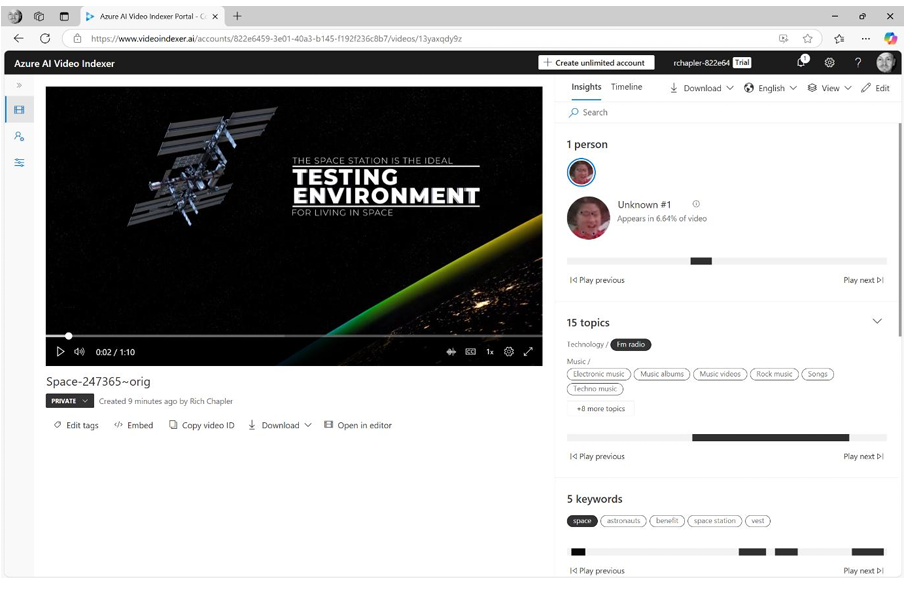 Azure AI Video Indexer Portal - C
https://www.videoindexer.ai/accounts/822e6459-3e01-40a3-b145-f192f236c8b7/videos/13yaxqdy9z
Azure AI Video Indexer
Create unlimited account
rchapler-822e64 Trial
1
Insights Timeline
Download English View Edit
Search
THE SPACE STATION IS THE IDEAL
TESTING
ENVIRONMENT
FOR LIVING IN SPACE
0:02 / 1:10
1x
Space-247365~orig
PRIVATE Created 9 minutes ago by Rich Chapler
Edit tags Embed Copy video ID Download Open in editor
1 person
Unknown #1
Appears in 6.64% of video
Play previous Play next
15 topics
Technology / Fm radio
Music /
Electronic music Music albums Music videos Rock music Songs
Techno music
+8 more topics
Play previous Play next
5 keywords
space astronauts benefit space station vest
Play previous Play next